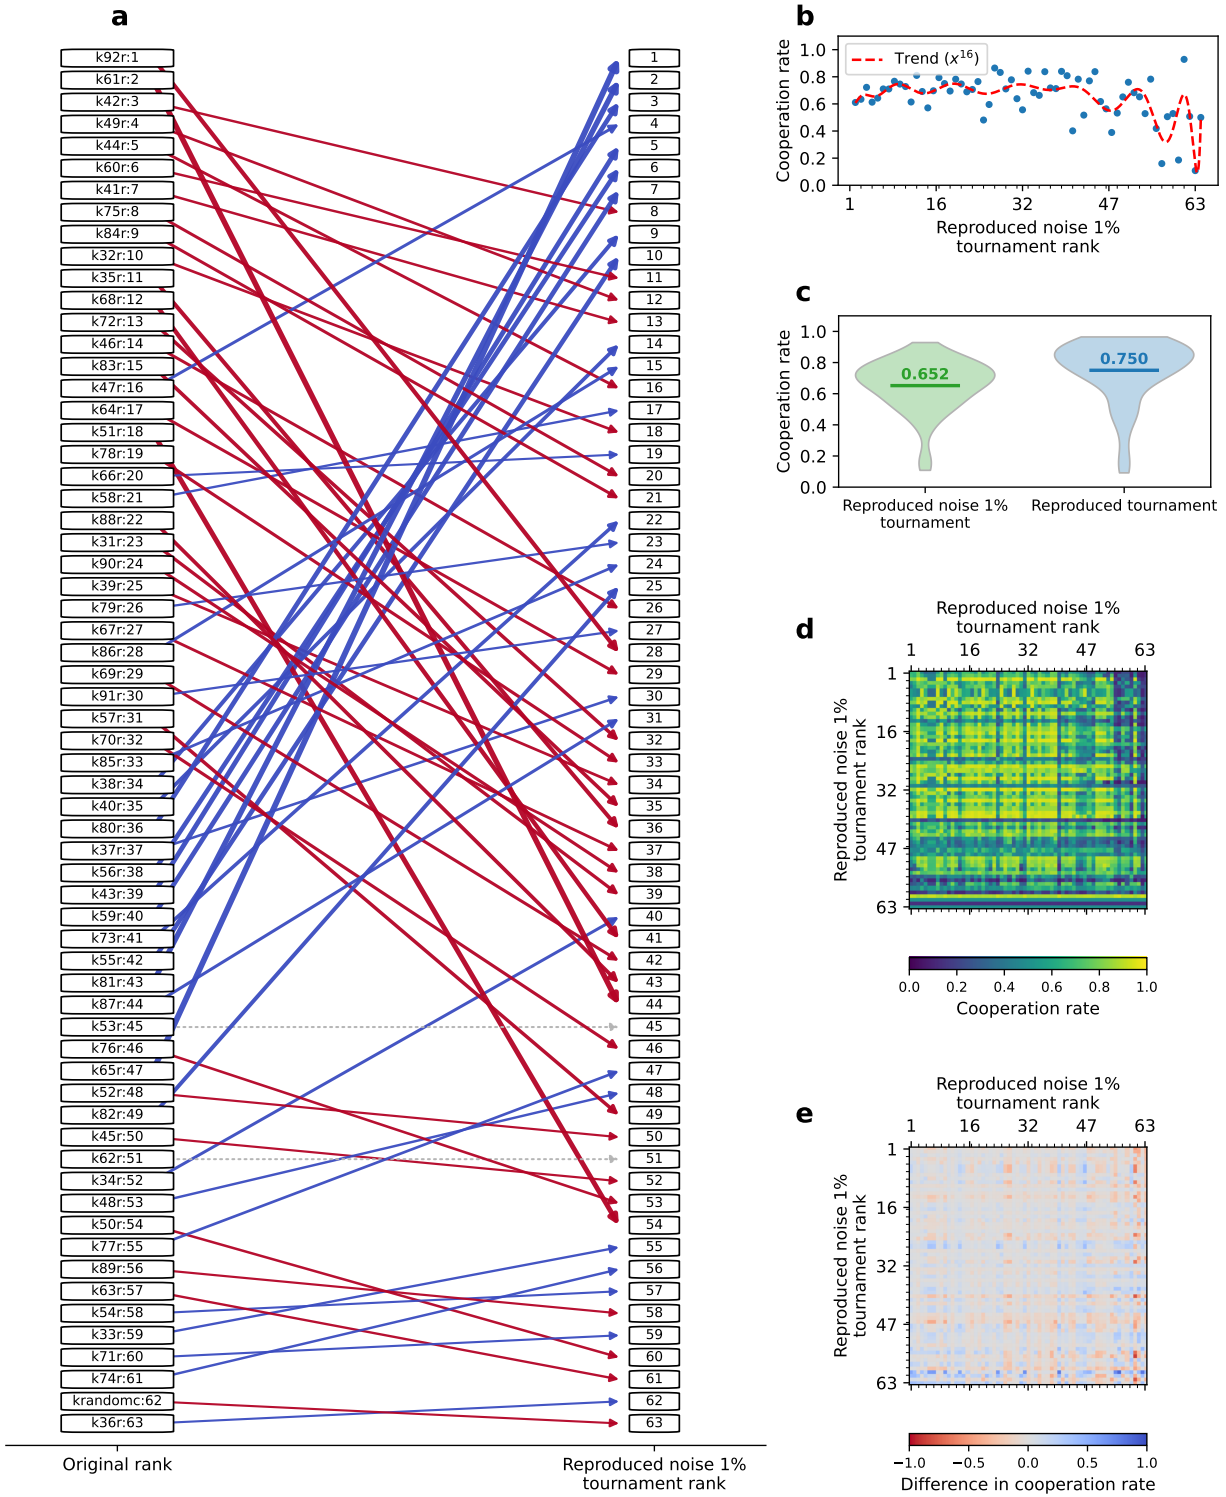 a
k92r:1
k61r:2
k42r:3
k49r:4
k44r:5
k60r:6
k41r:7
k75r:8
k84r:9
k32r:10
k35r:11
k68r:12
k72r:13
k46r:14
k83r:15
k47r:16
k64r:17
k51r:18
k78r:19
k66r:20
k58r:21
k88r:22
k31r:23
k90r:24
k39r:25
k79r:26
k67r:27
k86r:28
k69r:29
k91r:30
k57r:31
k70r:32
k85r:33
k38r:34
k40r:35
k80r:36
k37r:37
k56r:38
k43r:39
k59r:40
k73r:41
k55r:42
k81r:43
k87r:44
k53r:45
k76r:46
k65r:47
k52r:48
k82r:49
k45r:50
k62r:51
k34r:52
k48r:53
k50r:54
k77r:55
k89r:56
k63r:57
k54r:58
k33r:59
k71r:60
k74r:61
krandomc:62
k36r:63
1
2
3
4
5
6
7
8
9
10
11
12
13
14
15
16
17
18
19
20
21
22
23
24
25
26
27
28
29
30
31
32
33
34
35
36
37
38
39
40
41
42
43
44
45
46
47
48
49
50
51
52
53
54
55
56
57
58
59
60
61
62
63
Original rank
Reproduced noise 1%
tournament rank
b
Cooperation rate
1.0
0.8
0.6
0.4
0.2
0.0
Trend (x¹⁶)
1 16 32 47 63
Reproduced noise 1%
tournament rank
c
Cooperation rate
1.0
0.8
0.6
0.4
0.2
0.0
0.652
0.750
Reproduced noise 1%
tournament
Reproduced tournament
d
Reproduced noise 1%
tournament rank
1 16 32 47 63
Reproduced noise 1%
tournament rank
1
16
32
47
63
0.0 0.2 0.4 0.6 0.8 1.0
Cooperation rate
e
Reproduced noise 1%
tournament rank
1 16 32 47 63
Reproduced noise 1%
tournament rank
1
16
32
47
63
−1.0 −0.5 0.0 0.5 1.0
Difference in cooperation rate